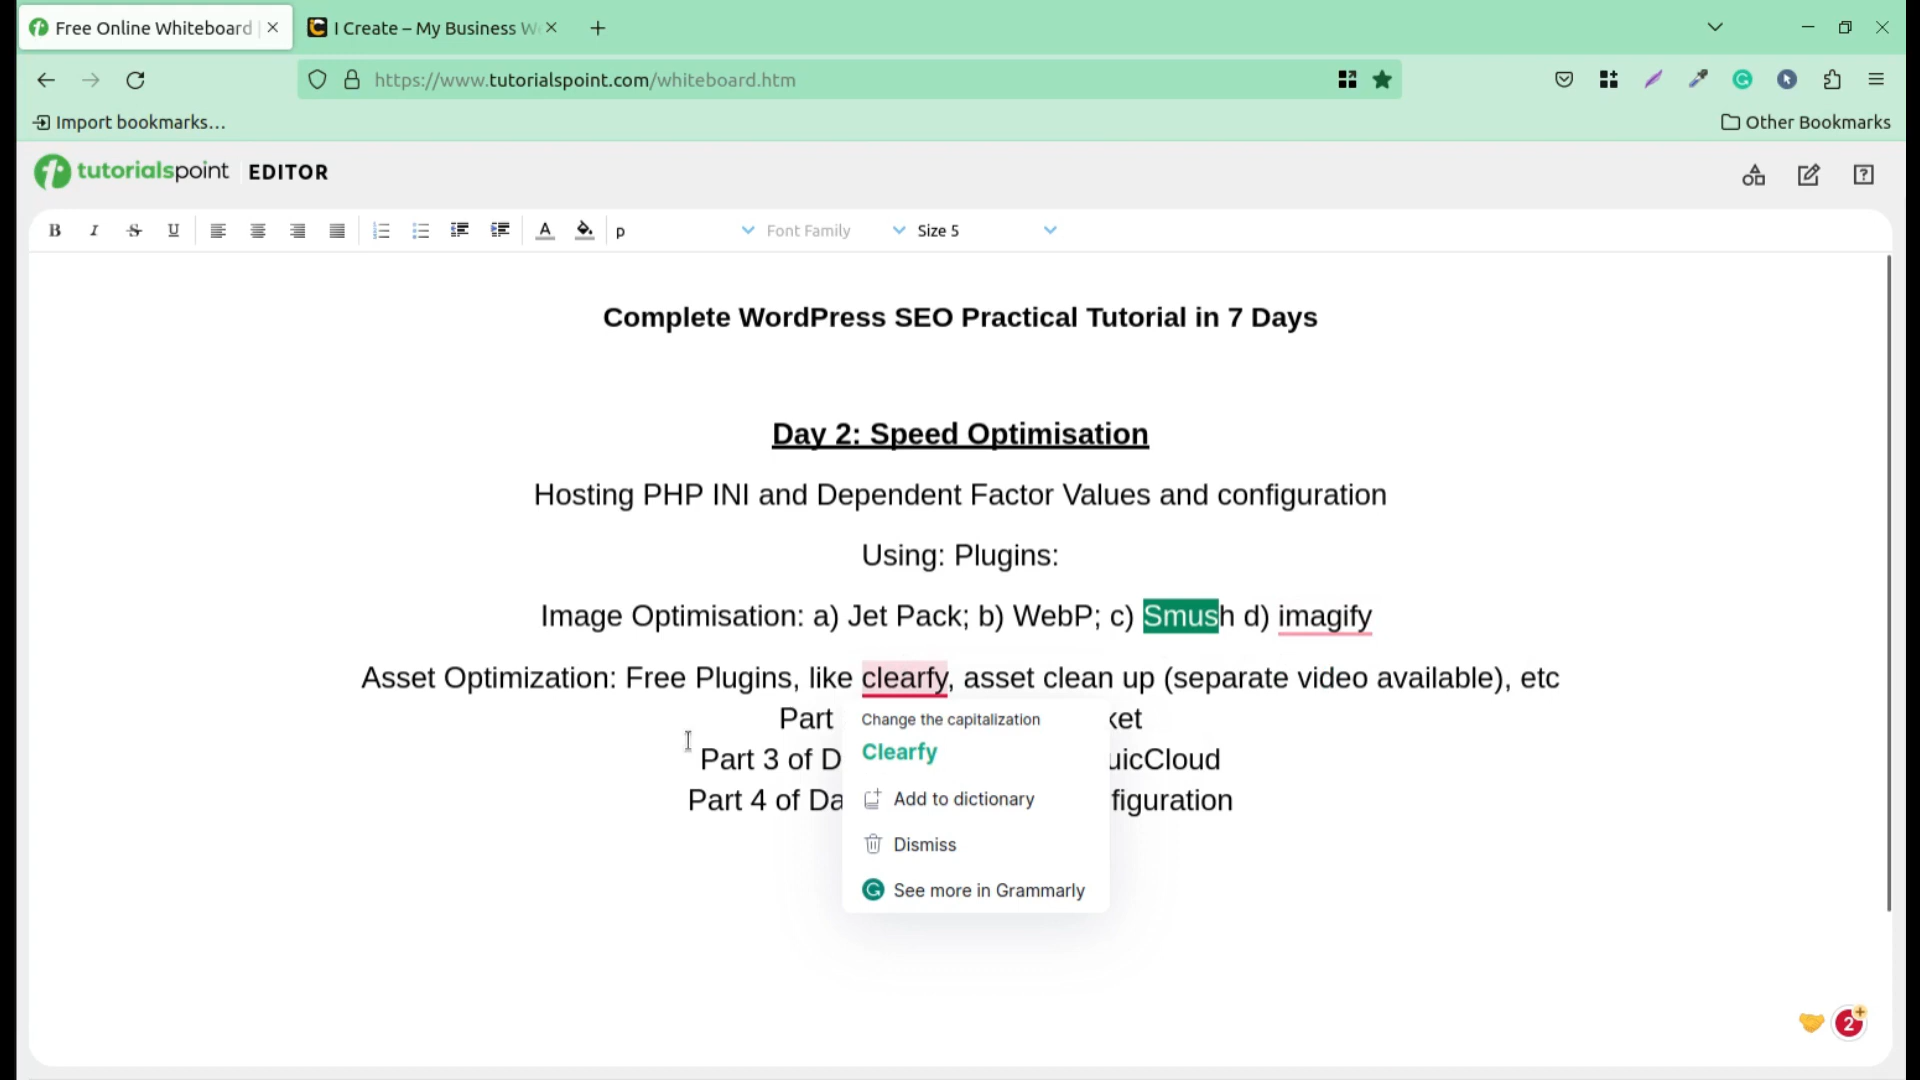 Free Online Whiteboard
I Create – My Business W
https://www.tutorialspoint.com/whiteboard.htm
Import bookmarks...
Other Bookmarks
tutorialspoint EDITOR
B I S U A p Font Family Size 5
Complete WordPress SEO Practical Tutorial in 7 Days
Day 2: Speed Optimisation
Hosting PHP INI and Dependent Factor Values and configuration
Using: Plugins:
Image Optimisation: a) Jet Pack; b) WebP; c) Smush d) imagify
Asset Optimization: Free Plugins, like clearfy, asset clean up (separate video available), etc
Part
Part 3 of D
Part 4 of Da
Change the capitalization
Clearfy
Add to dictionary
Dismiss
See more in Grammarly
ket
uicCloud
figuration
2